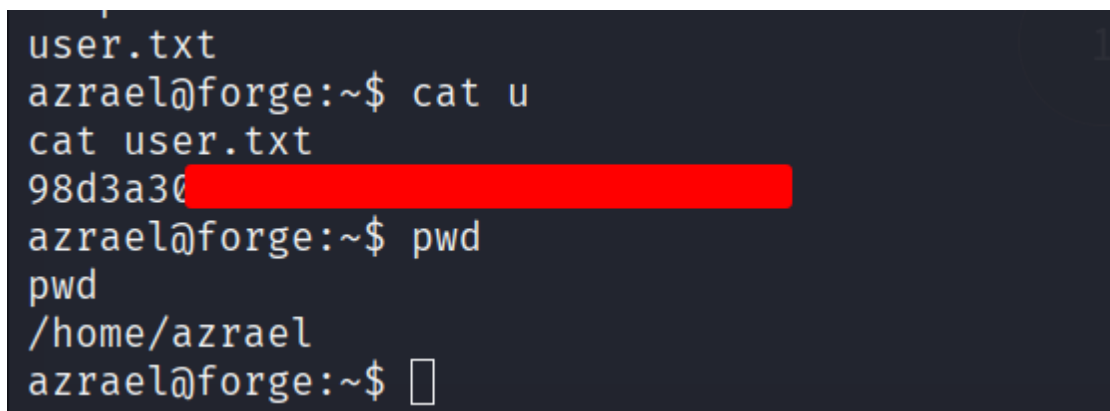 user.txt
azrael@forge:~$ cat u
cat user.txt
98d3a30
azrael@forge:~$ pwd
pwd
/home/azrael
azrael@forge:~$